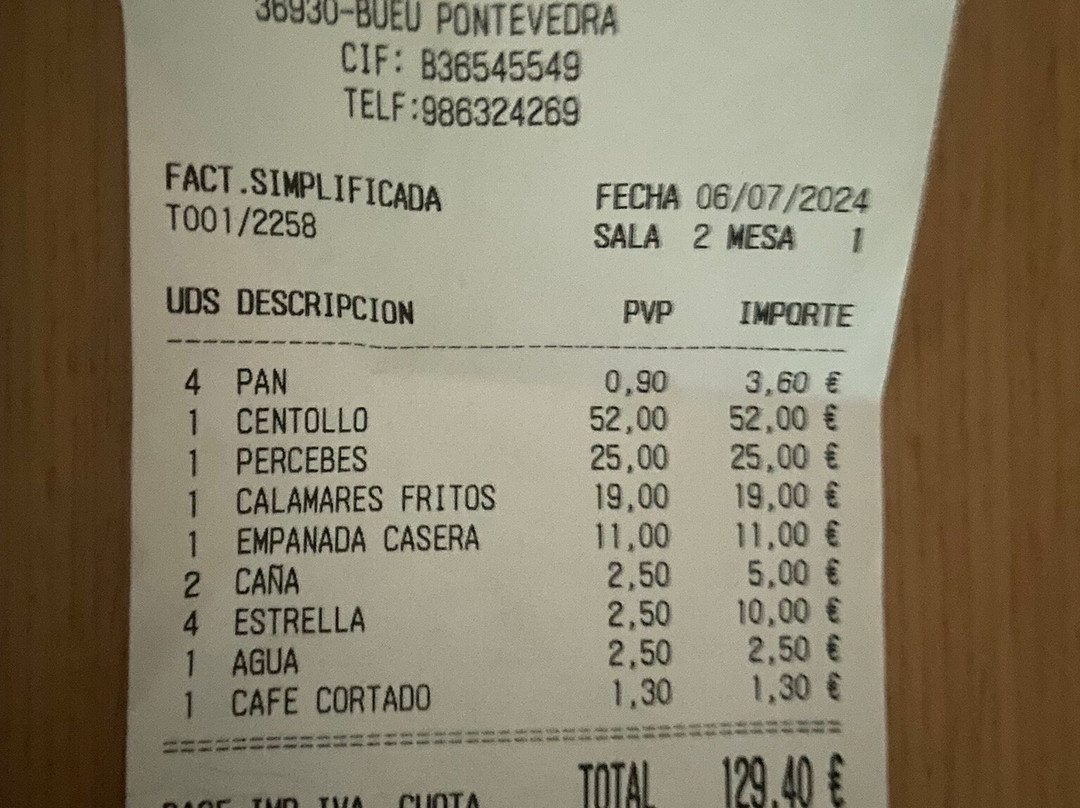 36930-BUEU PONTEVEDRA
CIF: B36545549
TELF:986324269
FACT.SIMPLIFICADA FECHA 06/07/2024
T001/2258 SALA 2 MESA 1
UDS DESCRIPCION PVP IMPORTE
4 PAN 0,90 3,60 €
1 CENTOLLO 52,00 52,00 €
1 PERCEBES 25,00 25,00 €
1 CALAMARES FRITOS 19,00 19,00 €
1 EMPANADA CASERA 11,00 11,00 €
2 CAÑA 2,50 5,00 €
4 ESTRELLA 2,50 10,00 €
1 AGUA 2,50 2,50 €
1 CAFE CORTADO 1,30 1,30 €
TOTAL 129,40 €
BASE IMP IVA CUOTA